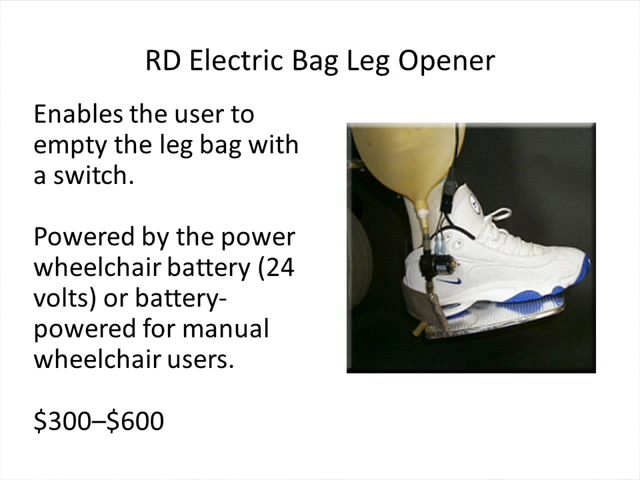 RD Electric Bag Leg Opener
Enables the user to
empty the leg bag with
a switch.
Powered by the power
wheelchair battery (24
volts) or battery-
powered for manual
wheelchair users.
$300–$600